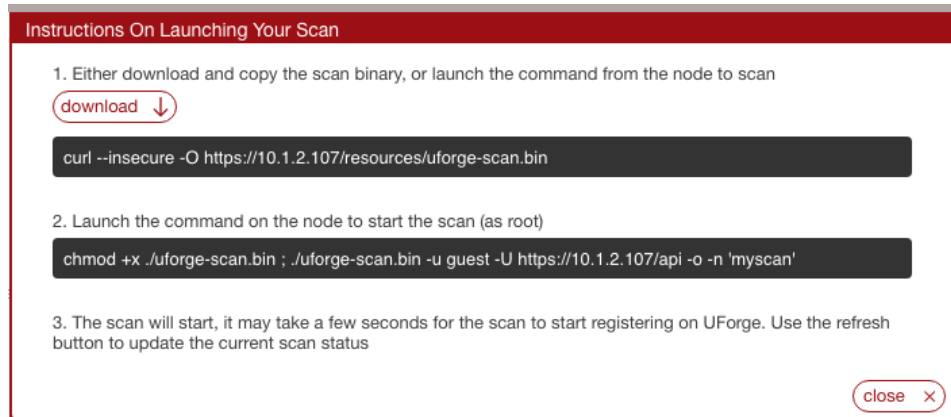 Instructions On Launching Your Scan
1. Either download and copy the scan binary, or launch the command from the node to scan
download
curl --insecure -O https://10.1.2.107/resources/uforge-scan.bin
2. Launch the command on the node to start the scan (as root)
chmod +x ./uforge-scan.bin ; ./uforge-scan.bin -u guest -U https://10.1.2.107/api -o -n 'myscan'
3. The scan will start, it may take a few seconds for the scan to start registering on UForge. Use the refresh
button to update the current scan status
close